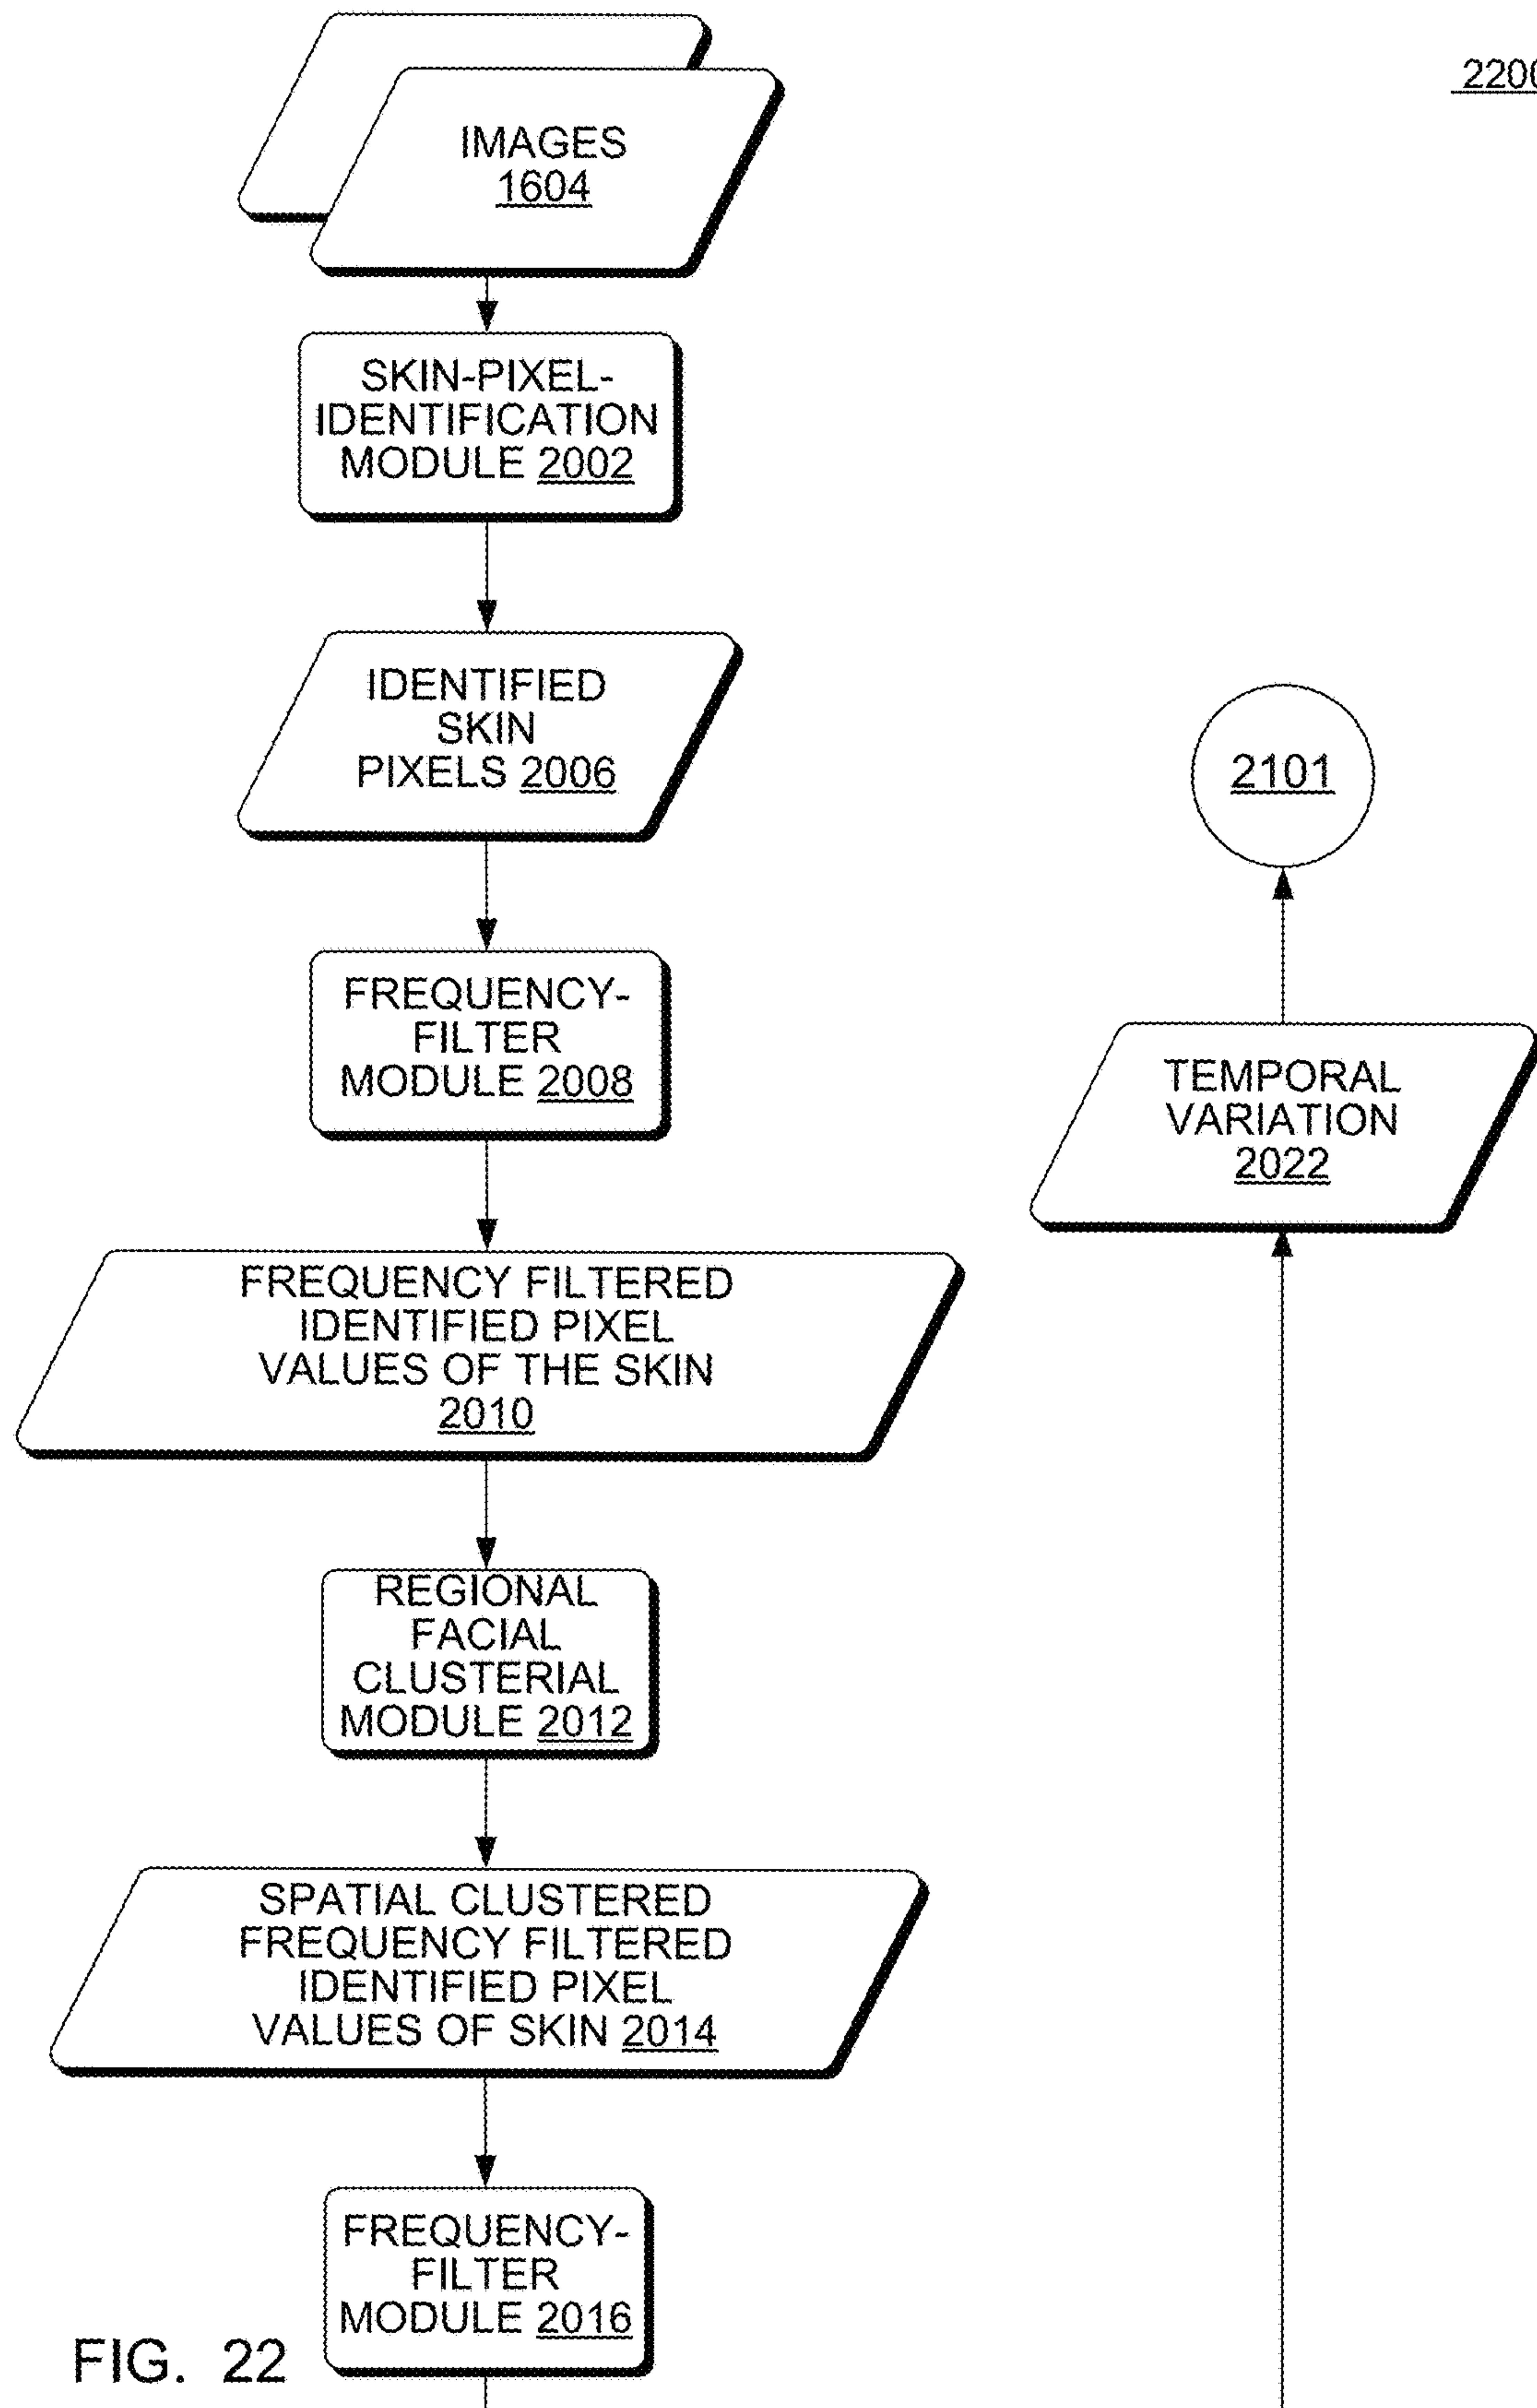 2200
IMAGES
1604
SKIN-PIXEL-
IDENTIFICATION
MODULE 2002
IDENTIFIED
SKIN
PIXELS 2006
FREQUENCY-
FILTER
MODULE 2008
FREQUENCY FILTERED
IDENTIFIED PIXEL
VALUES OF THE SKIN
2010
REGIONAL
FACIAL
CLUSTERIAL
MODULE 2012
SPATIAL CLUSTERED
FREQUENCY FILTERED
IDENTIFIED PIXEL
VALUES OF SKIN 2014
FREQUENCY-
FILTER
MODULE 2016
2101
TEMPORAL
VARIATION
2022
FIG. 22